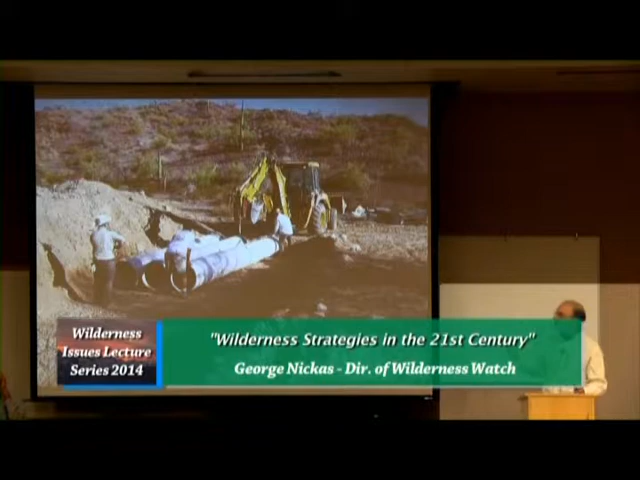 Wilderness
Issues Lecture
Series 2014
"Wilderness Strategies in the 21st Century"
George Nickas - Dir. of Wilderness Watch